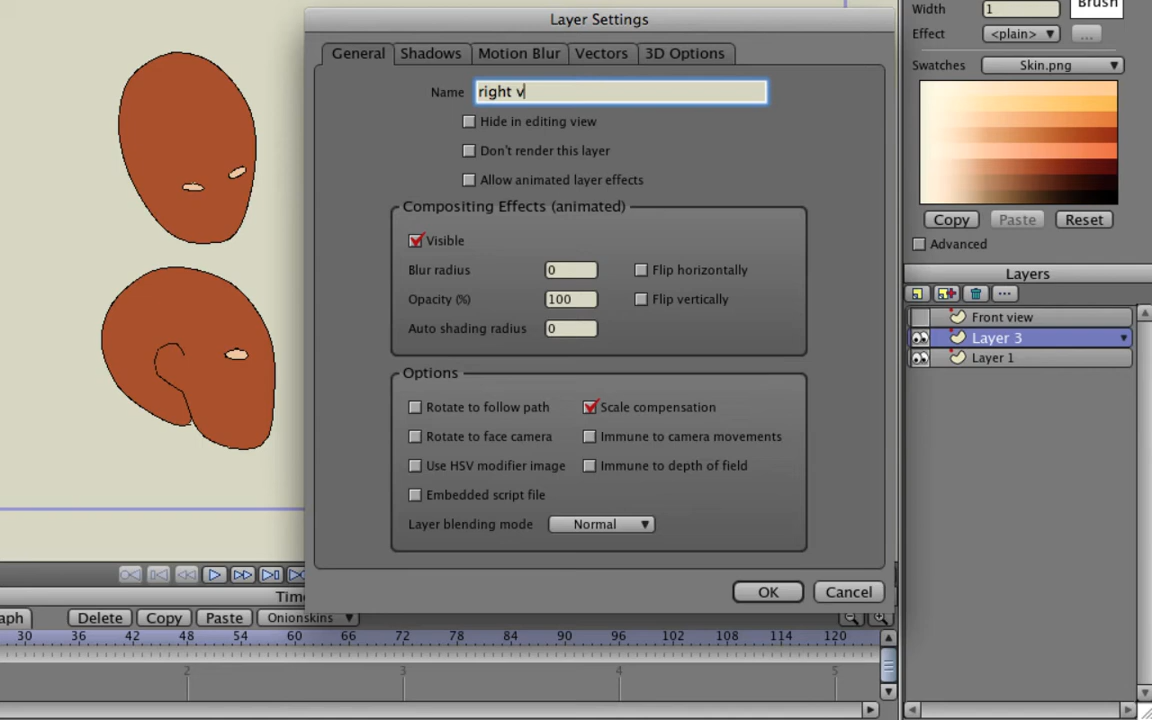 Layer Settings
General
Shadows
Motion Blur
Vectors
3D Options
Name
right v
Hide in editing view
Don't render this layer
Allow animated layer effects
Compositing Effects (animated)
Visible
Blur radius
0
Flip horizontally
Opacity (%)
100
Flip vertically
Auto shading radius
0
Options
Rotate to follow path
Scale compensation
Rotate to face camera
Immune to camera movements
Use HSV modifier image
Immune to depth of field
Embedded script file
Layer blending mode
Normal
OK
Cancel
Width
1
Brush
Effect
<plain>
...
Swatches
Skin.png
Copy
Paste
Reset
Advanced
Layers
...
Front view
Layer 3
Layer 1
Delete
Copy
Paste
Onionskins
30 36 42 48 54 60 66 72 78 84 90 96 102 108 114 120
2 3 4 5